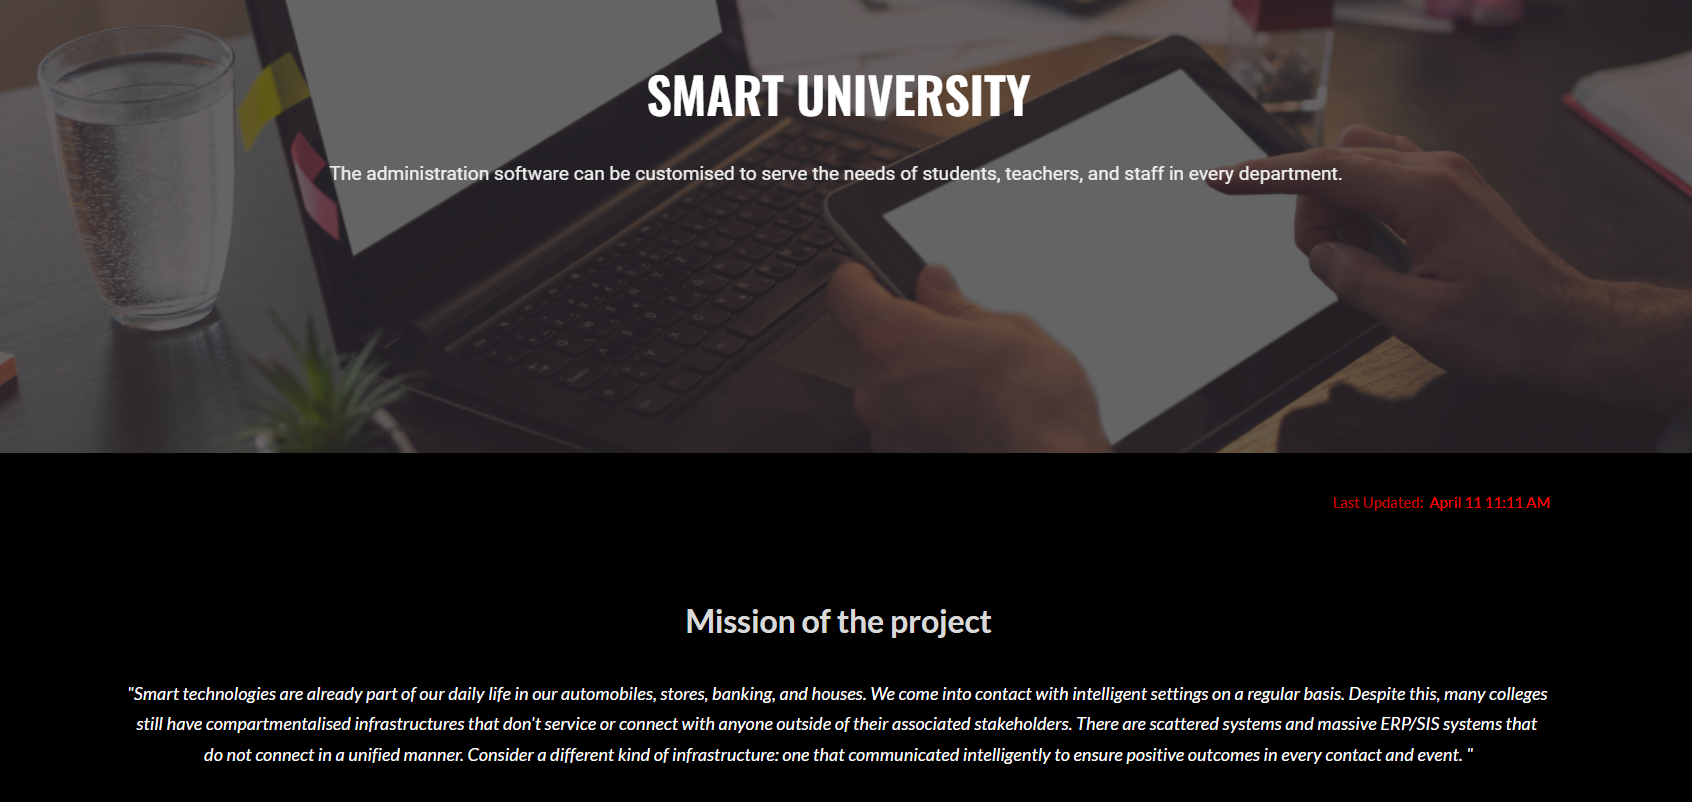 SMART UNIVERSITY
The administration software can be customised to serve the needs of students, teachers, and staff in every department.
Last Updated: April 11 11:11 AM
Mission of the project
"Smart technologies are already part of our daily life in our automobiles, stores, banking, and houses. We come into contact with intelligent settings on a regular basis. Despite this, many colleges
still have compartmentalised infrastructures that don't service or connect with anyone outside of their associated stakeholders. There are scattered systems and massive ERP/SIS systems that
do not connect in a unified manner. Consider a different kind of infrastructure: one that communicated intelligently to ensure positive outcomes in every contact and event. "